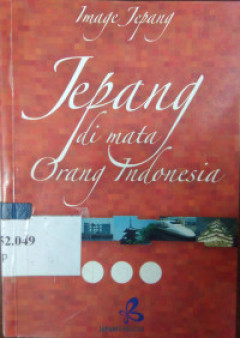 Image Jepang
Jepang
di mata
Orang Indonesia
52.049
p